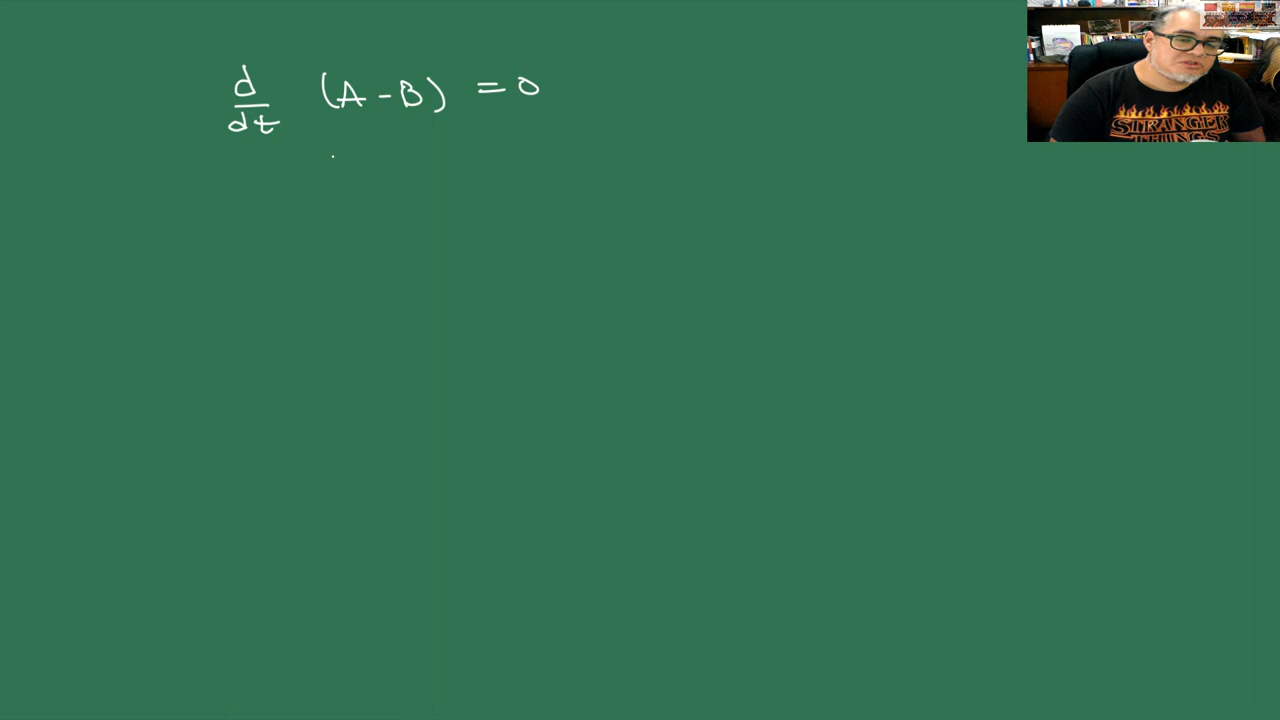 d/dt (A - B) = 0
STRANGER
THINGS